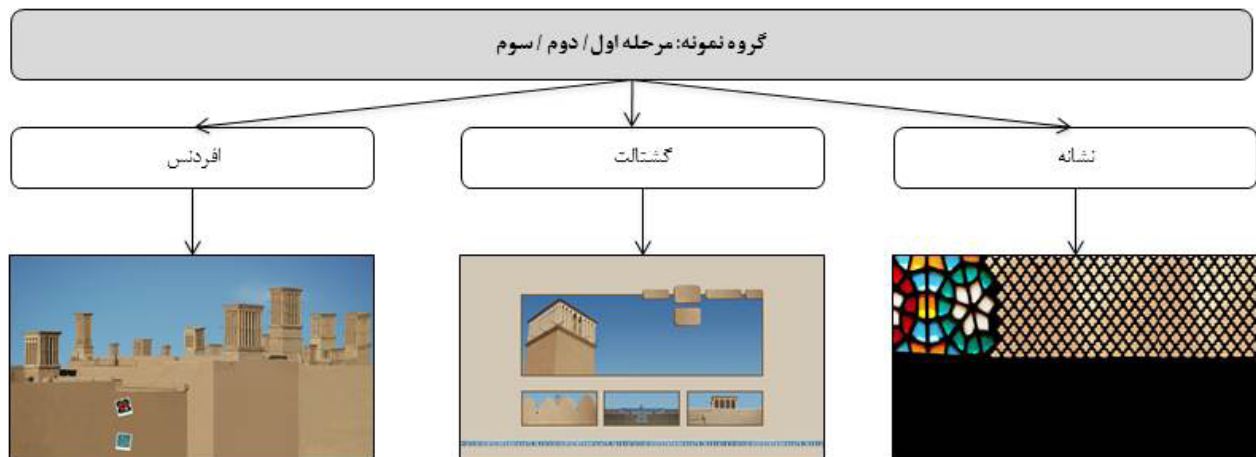 گروه نمونه: مرحله اول/ دوم / سوم
نشانه
گشتالت
افردنس